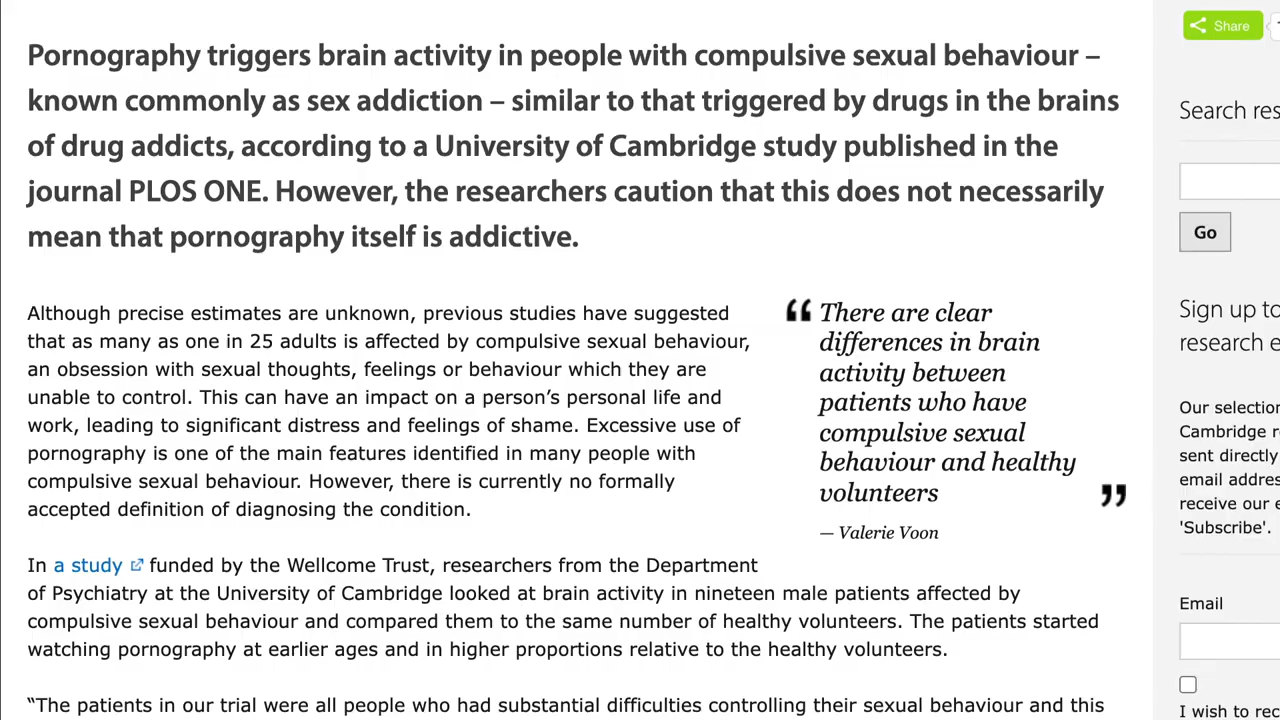 Pornography triggers brain activity in people with compulsive sexual behaviour –
known commonly as sex addiction – similar to that triggered by drugs in the brains
of drug addicts, according to a University of Cambridge study published in the
journal PLOS ONE. However, the researchers caution that this does not necessarily
mean that pornography itself is addictive.
Although precise estimates are unknown, previous studies have suggested
that as many as one in 25 adults is affected by compulsive sexual behaviour,
an obsession with sexual thoughts, feelings or behaviour which they are
unable to control. This can have an impact on a person’s personal life and
work, leading to significant distress and feelings of shame. Excessive use of
pornography is one of the main features identified in many people with
compulsive sexual behaviour. However, there is currently no formally
accepted definition of diagnosing the condition.
“ There are clear
differences in brain
activity between
patients who have
compulsive sexual
behaviour and healthy
volunteers ”
— Valerie Voon
In a study funded by the Wellcome Trust, researchers from the Department
of Psychiatry at the University of Cambridge looked at brain activity in nineteen male patients affected by
compulsive sexual behaviour and compared them to the same number of healthy volunteers. The patients started
watching pornography at earlier ages and in higher proportions relative to the healthy volunteers.
“The patients in our trial were all people who had substantial difficulties controlling their sexual behaviour and this
Share
Search res
Go
Sign up to
research e
Our selection
Cambridge r
sent directly
email addres
receive our e
'Subscribe'.
Email
I wish to rec